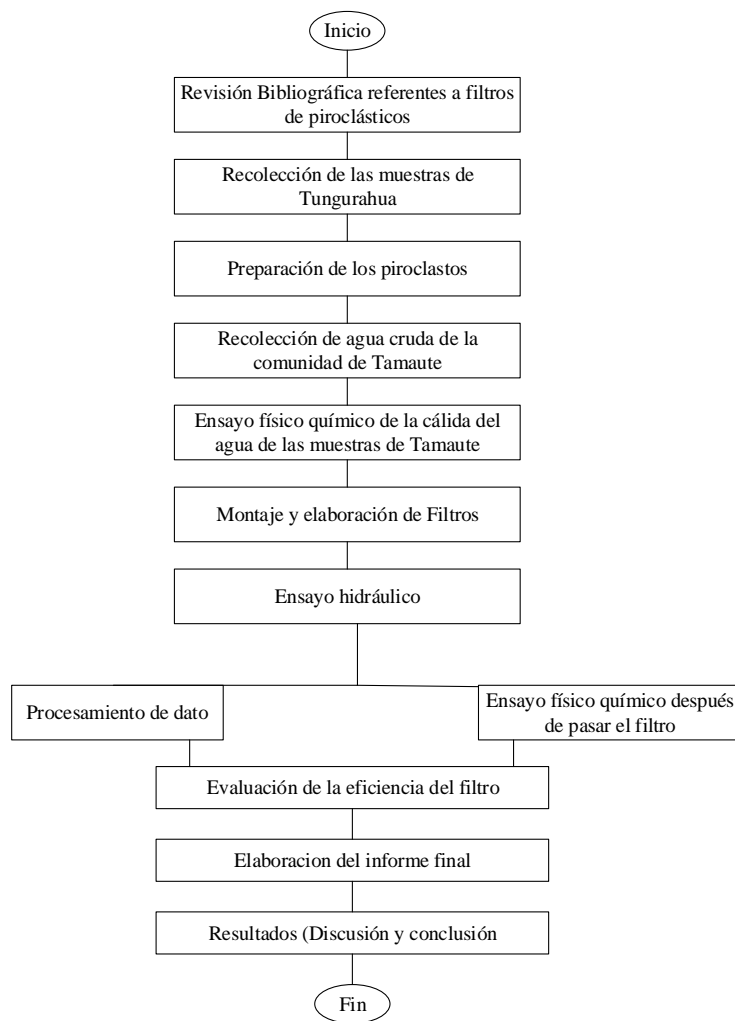 Inicio
Revisión Bibliográfica referentes a filtros
de piroclásticos
Recolección de las muestras de
Tungurahua
Preparación de los piroclastos
Recolección de agua cruda de la
comunidad de Tamaute
Ensayo físico químico de la cálida del
agua de las muestras de Tamaute
Montaje y elaboración de Filtros
Ensayo hidráulico
Procesamiento de dato
Ensayo físico químico después
de pasar el filtro
Evaluación de la eficiencia del filtro
Elaboracion del informe final
Resultados (Discusión y conclusión
Fin